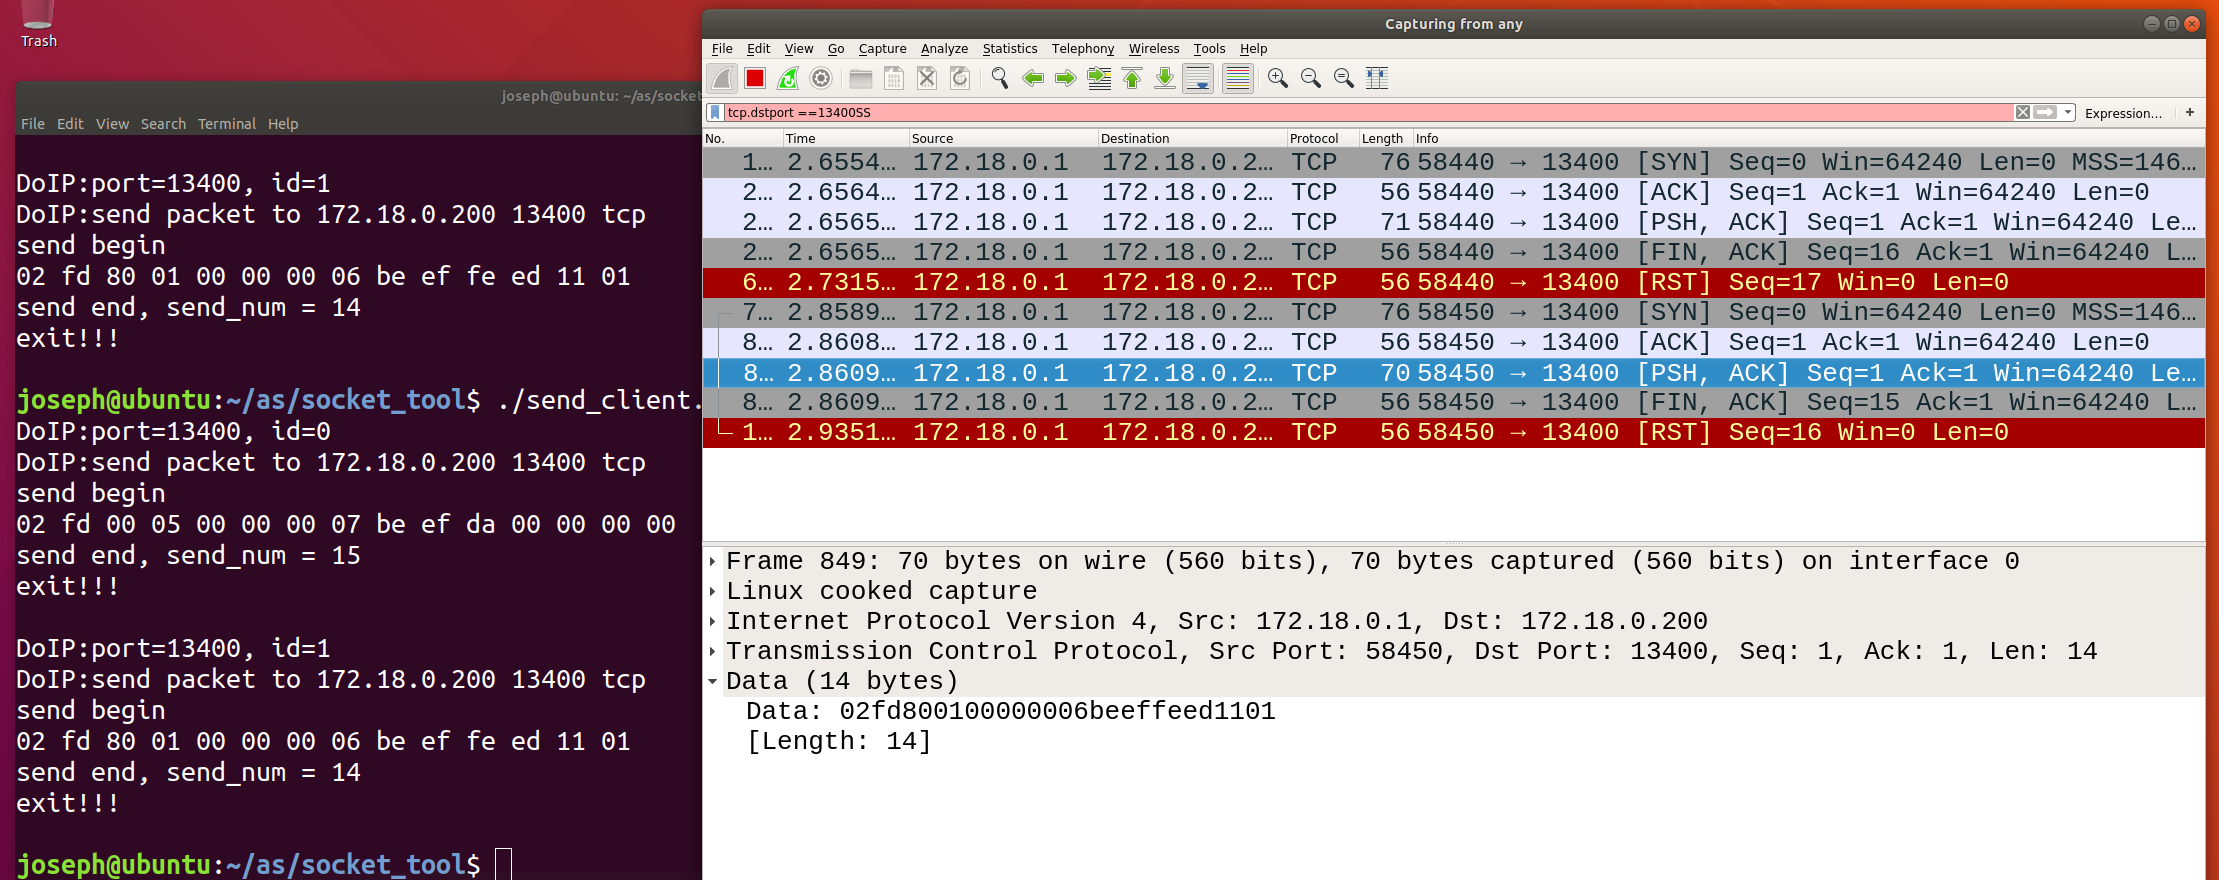 Trash
joseph@ubuntu: ~/as/socket
File Edit View Search Terminal Help
DoIP:port=13400, id=1
DoIP:send packet to 172.18.0.200 13400 tcp
send begin
02 fd 80 01 00 00 00 06 be ef fe ed 11 01
send end, send_num = 14
exit!!!
joseph@ubuntu:~/as/socket_tool$ ./send_client.
DoIP:port=13400, id=0
DoIP:send packet to 172.18.0.200 13400 tcp
send begin
02 fd 00 05 00 00 00 07 be ef da 00 00 00 00
send end, send_num = 15
exit!!!
DoIP:port=13400, id=1
DoIP:send packet to 172.18.0.200 13400 tcp
send begin
02 fd 80 01 00 00 00 06 be ef fe ed 11 01
send end, send_num = 14
exit!!!
joseph@ubuntu:~/as/socket_tool$
Capturing from any
File Edit View Go Capture Analyze Statistics Telephony Wireless Tools Help
tcp.dstport ==13400SS Expression… +
No. Time Source Destination Protocol Length Info
1… 2.6554… 172.18.0.1 172.18.0.2… TCP 76 58440 → 13400 [SYN] Seq=0 Win=64240 Len=0 MSS=146…
2… 2.6564… 172.18.0.1 172.18.0.2… TCP 56 58440 → 13400 [ACK] Seq=1 Ack=1 Win=64240 Len=0
2… 2.6565… 172.18.0.1 172.18.0.2… TCP 71 58440 → 13400 [PSH, ACK] Seq=1 Ack=1 Win=64240 Le…
2… 2.6565… 172.18.0.1 172.18.0.2… TCP 56 58440 → 13400 [FIN, ACK] Seq=16 Ack=1 Win=64240 L…
6… 2.7315… 172.18.0.1 172.18.0.2… TCP 56 58440 → 13400 [RST] Seq=17 Win=0 Len=0
7… 2.8589… 172.18.0.1 172.18.0.2… TCP 76 58450 → 13400 [SYN] Seq=0 Win=64240 Len=0 MSS=146…
8… 2.8608… 172.18.0.1 172.18.0.2… TCP 56 58450 → 13400 [ACK] Seq=1 Ack=1 Win=64240 Len=0
8… 2.8609… 172.18.0.1 172.18.0.2… TCP 70 58450 → 13400 [PSH, ACK] Seq=1 Ack=1 Win=64240 Le…
8… 2.8609… 172.18.0.1 172.18.0.2… TCP 56 58450 → 13400 [FIN, ACK] Seq=15 Ack=1 Win=64240 L…
1… 2.9351… 172.18.0.1 172.18.0.2… TCP 56 58450 → 13400 [RST] Seq=16 Win=0 Len=0
Frame 849: 70 bytes on wire (560 bits), 70 bytes captured (560 bits) on interface 0
Linux cooked capture
Internet Protocol Version 4, Src: 172.18.0.1, Dst: 172.18.0.200
Transmission Control Protocol, Src Port: 58450, Dst Port: 13400, Seq: 1, Ack: 1, Len: 14
Data (14 bytes)
Data: 02fd800100000006beeffeed1101
[Length: 14]